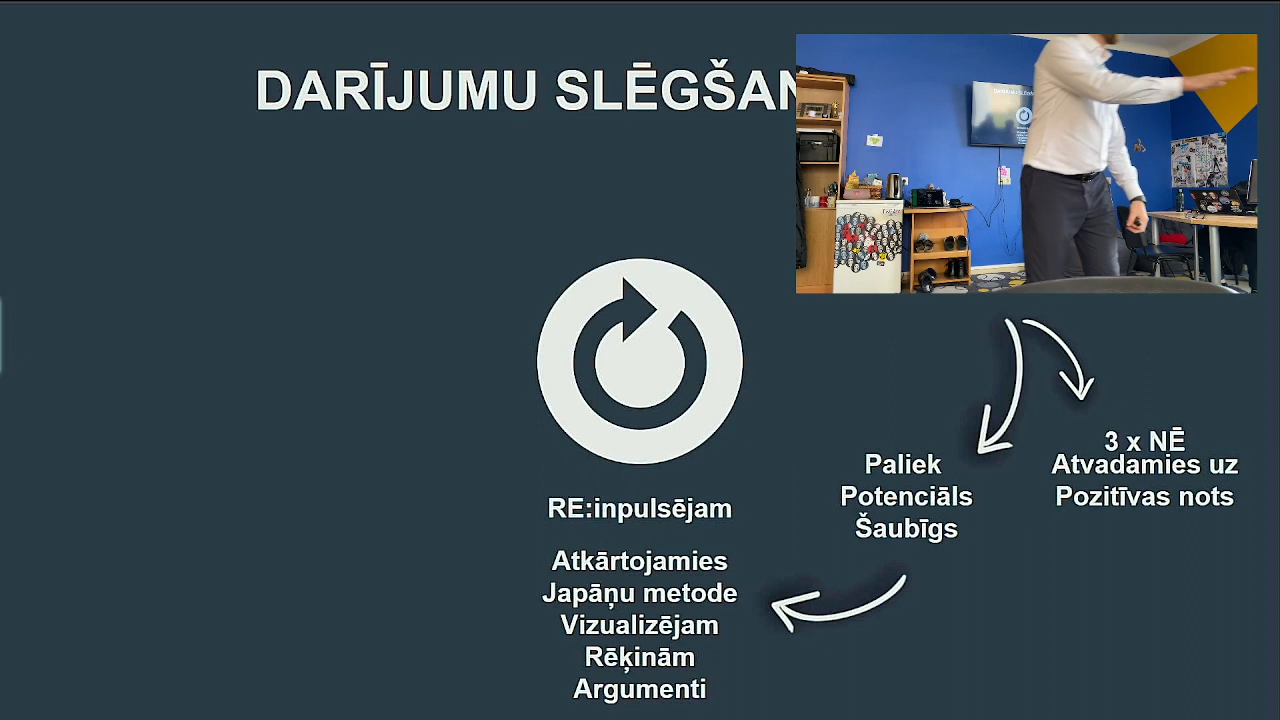 DARĪJUMU SLĒGŠAN
3 x NĒ
Atvadamies uz
Pozitīvas nots
Paliek
Potenciāls
Šaubīgs
RE:inpulsējam
Atkārtojamies
Japāņu metode
Vizualizējam
Rēķinām
Argumenti